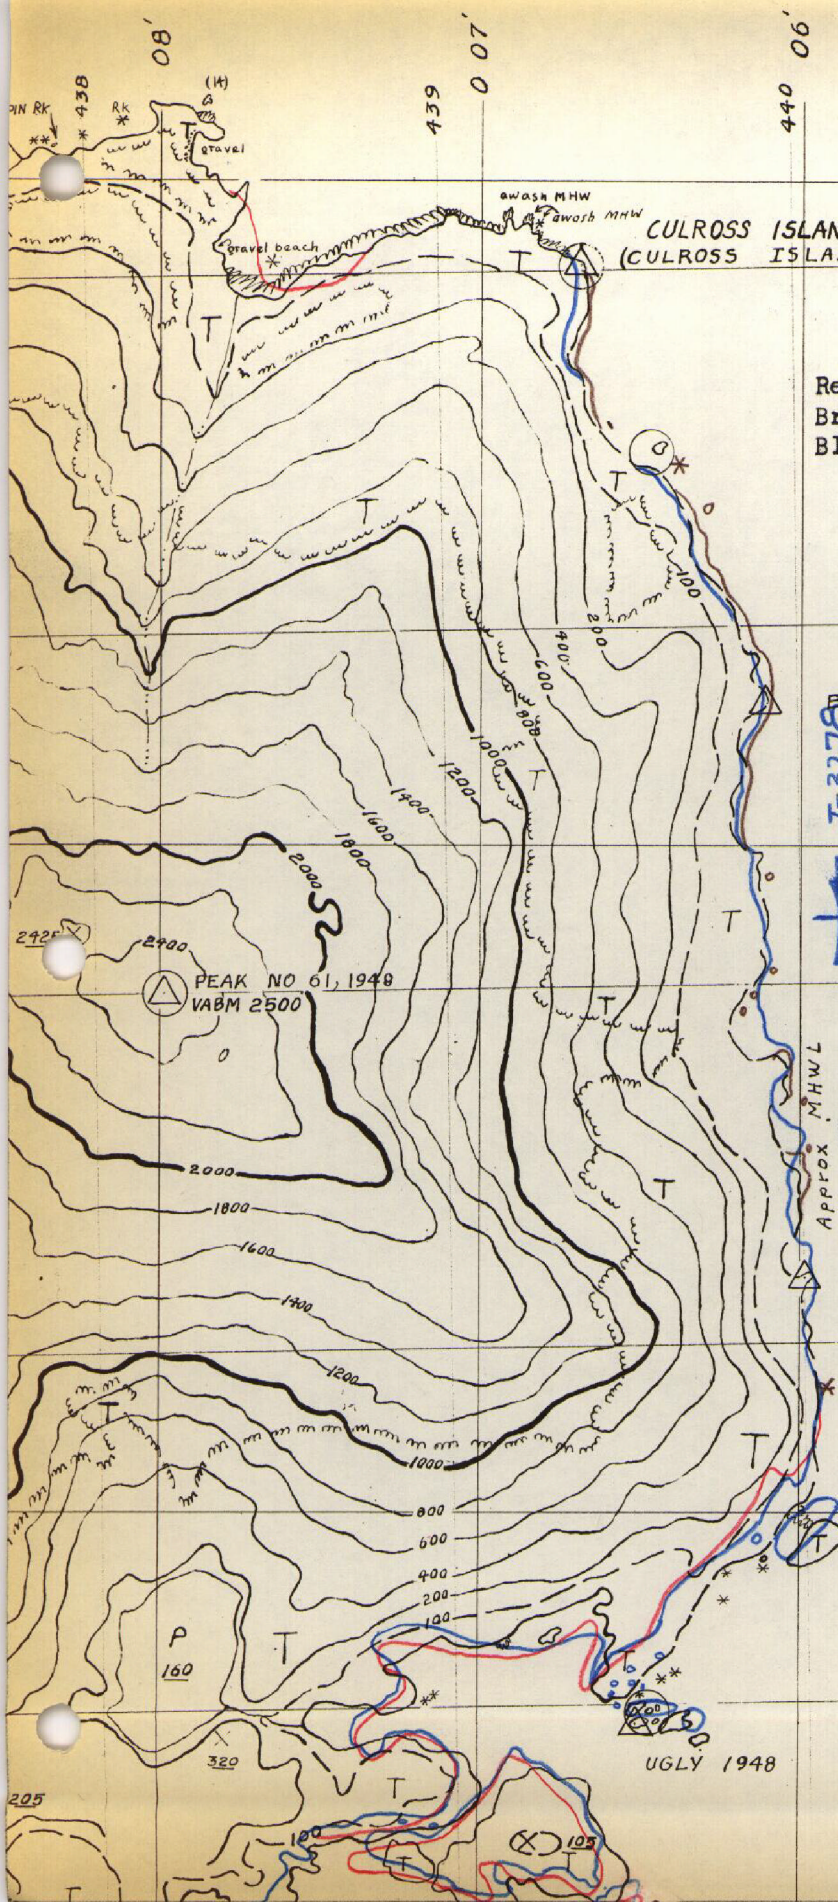 08'
0 07'
06'
438
439
440
(14)
RK
RK
T
gravel
awash MHW
awash MHW
CULROSS ISLAN
(CULROSS ISLA
gravel beach
T
T
Re
Br
Bl
T
T
100
200
400
600
800
1000
1200
1400
1600
1800
2000
T
T
2400
PEAK NO 61, 1948
VABM 2500
T
Approx MHWL
T
2000
1800
1600
1400
1200
T
T
1000
800
600
400
200
100
T
P
160
T
T
320
UGLY 1948
205
T
100
105
T
T
T